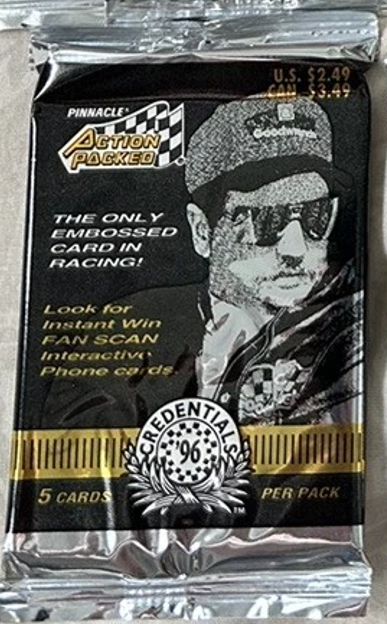 U.S. $2.49
CAN. $3.49
PINNACLE®
ACTION
PACKED
Goodwrench
THE ONLY
EMBOSSED
CARD IN
RACING!
Look for
Instant Win
FAN SCAN
Interactive
Phone cards.
CREDENTIALS
'96
TM
5 CARDS
PER PACK